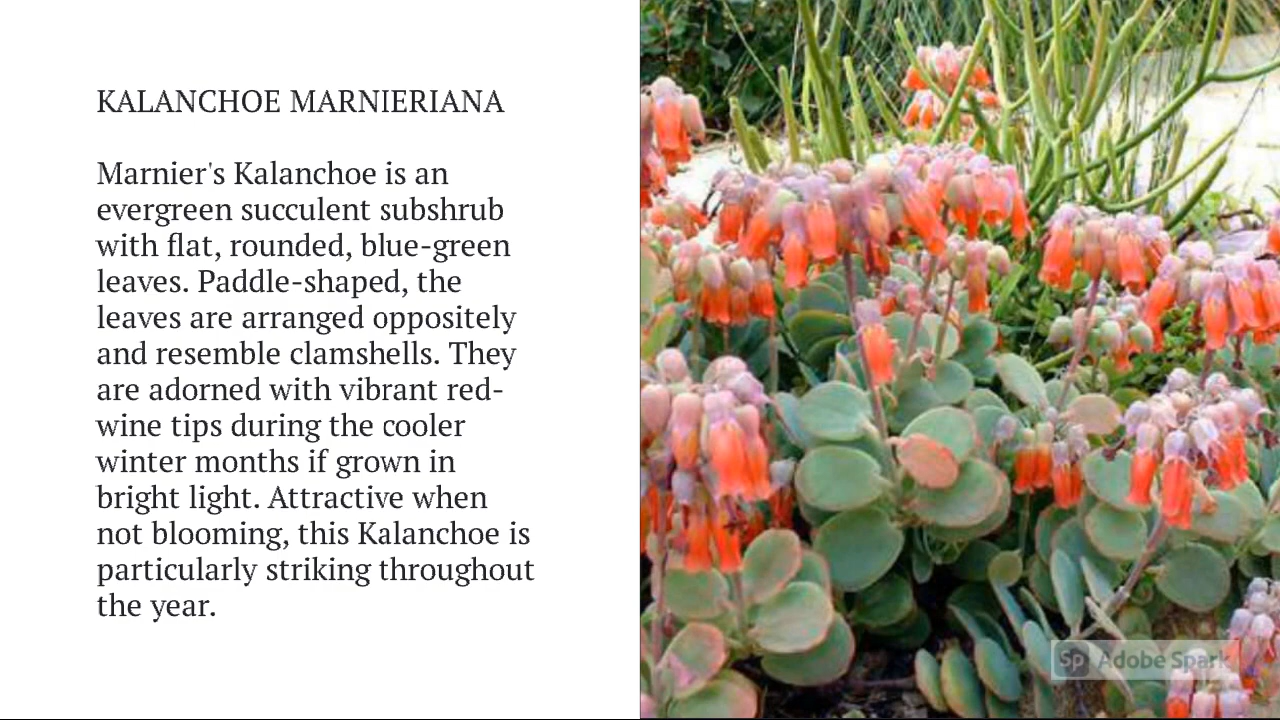 KALANCHOE MARNIERIANA
Marnier's Kalanchoe is an
evergreen succulent subshrub
with flat, rounded, blue-green
leaves. Paddle-shaped, the
leaves are arranged oppositely
and resemble clamshells. They
are adorned with vibrant red-
wine tips during the cooler
winter months if grown in
bright light. Attractive when
not blooming, this Kalanchoe is
particularly striking throughout
the year.
Sp Adobe Spark